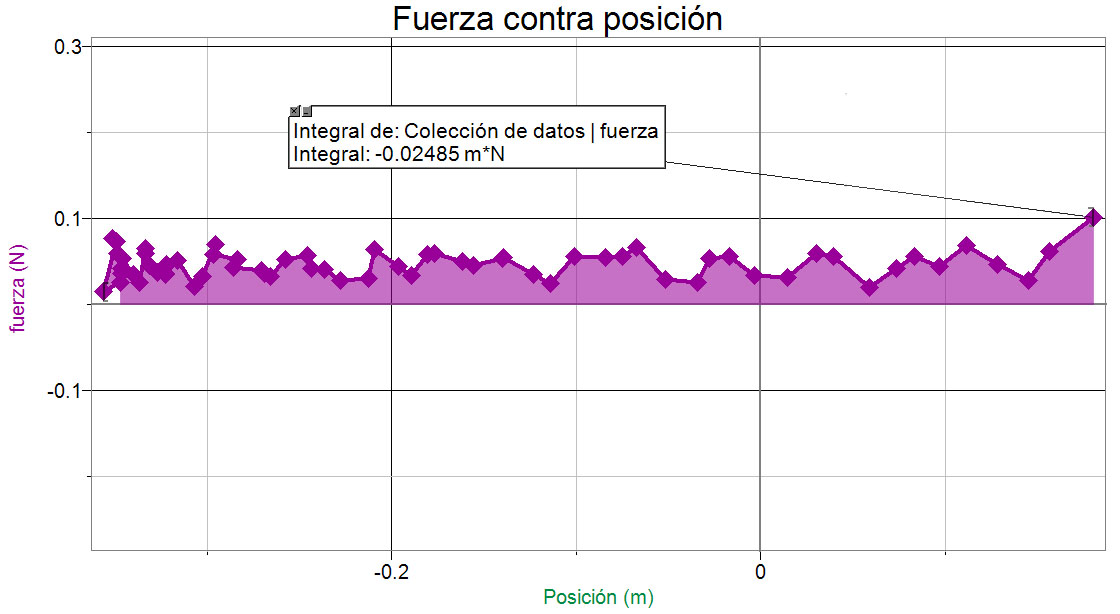 Fuerza contra posición
0.3
Integral de: Colección de datos | fuerza
Integral: -0.02485 m*N
0.1
fuerza (N)
-0.1
-0.2
0
Posición (m)